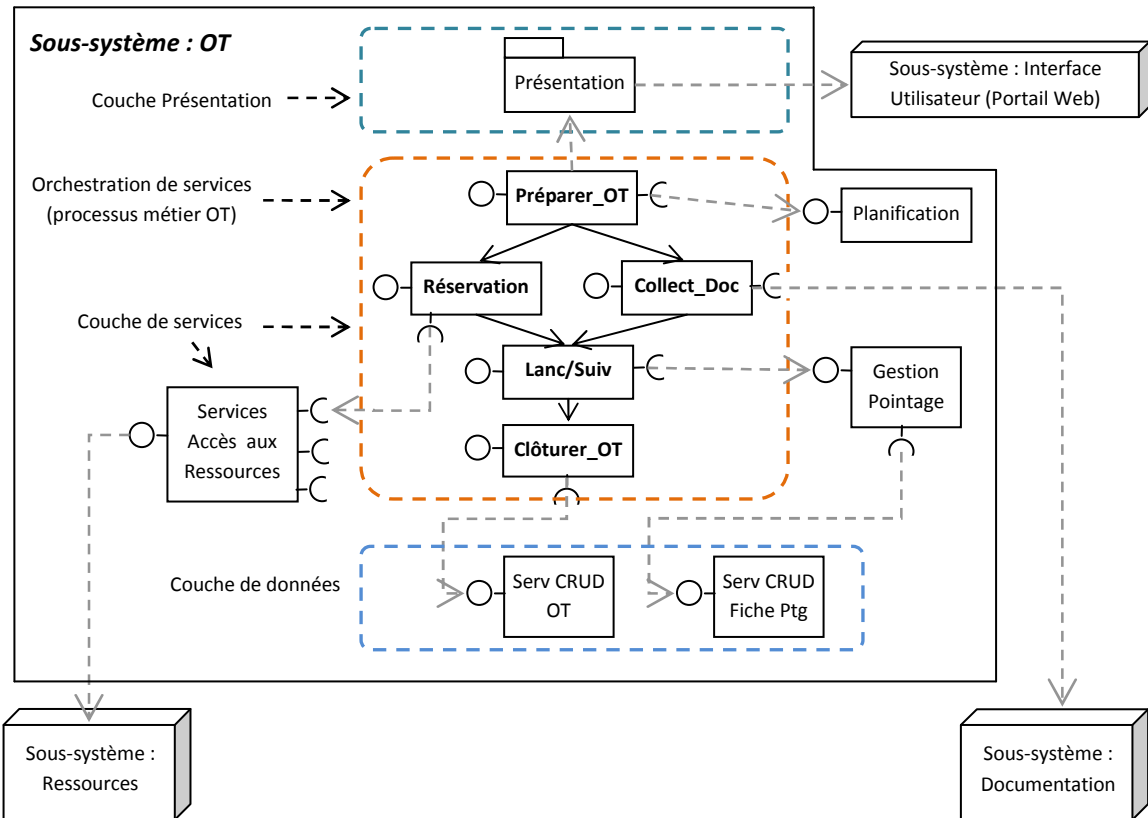 Sous-système : OT
Couche Présentation
Présentation
Sous-système : Interface
Utilisateur (Portail Web)
Orchestration de services
(processus métier OT)
Préparer_OT
Planification
Réservation
Collect_Doc
Couche de services
Lanc/Suiv
Gestion
Pointage
Services
Accès aux
Ressources
Clôturer_OT
Couche de données
Serv CRUD
OT
Serv CRUD
Fiche Ptg
Sous-système :
Ressources
Sous-système :
Documentation